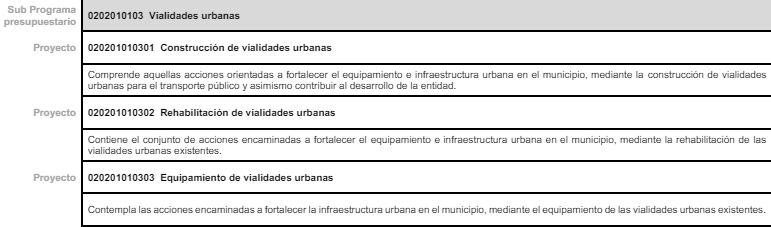 Sub Programa
presupuestario
0202010103 Vialidades urbanas
Proyecto
020201010301 Construcción de vialidades urbanas
Comprende aquellas acciones orientadas a fortalecer el equipamiento e infraestructura urbana en el municipio, mediante la construcción de vialidades
urbanas para el transporte público y asimismo contribuir al desarrollo de la entidad.
Proyecto
020201010302 Rehabilitación de vialidades urbanas
Contiene el conjunto de acciones encaminadas a fortalecer el equipamiento e infraestructura urbana en el municipio, mediante la rehabilitación de las
vialidades urbanas existentes.
Proyecto
020201010303 Equipamiento de vialidades urbanas
Contempla las acciones encaminadas a fortalecer la infraestructura urbana en el municipio, mediante el equipamiento de las vialidades urbanas existentes.